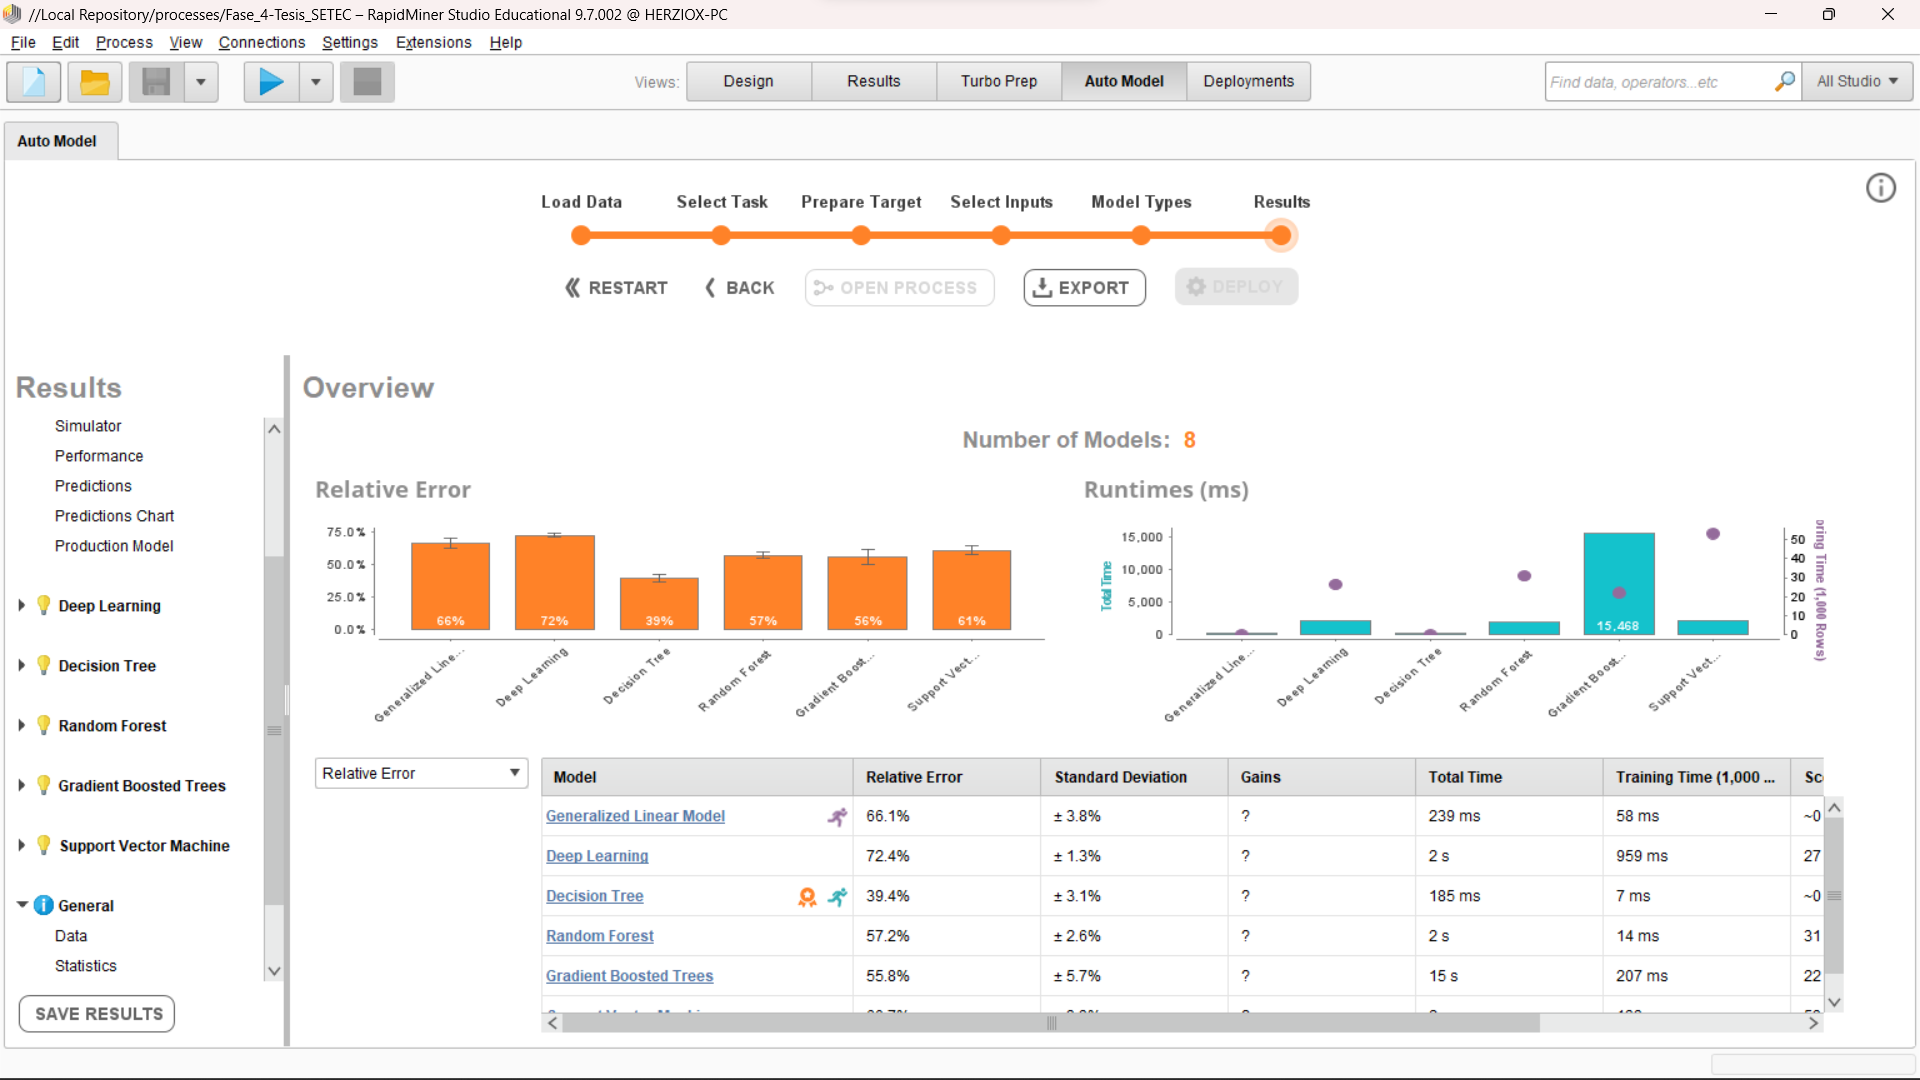 //Local Repository/processes/Fase_4-Tesis_SETEC – RapidMiner Studio Educational 9.7.002 @ HERZIOX-PC
File Edit Process View Connections Settings Extensions Help
Views: Design Results Turbo Prep Auto Model Deployments
Find data, operators...etc All Studio
Auto Model
Load Data Select Task Prepare Target Select Inputs Model Types Results
RESTART BACK OPEN PROCESS EXPORT DEPLOY
Results
Simulator
Performance
Predictions
Predictions Chart
Production Model
Deep Learning
Decision Tree
Random Forest
Gradient Boosted Trees
Support Vector Machine
General
Data
Statistics
SAVE RESULTS
Overview
Number of Models: 8
Relative Error
75.0%
50.0%
25.0%
0.0%
66% 72% 39% 57% 56% 61%
Generalized Line... Deep Learning Decision Tree Random Forest Gradient Boost... Support Vect...
Runtimes (ms)
Total Time
15,000
10,000
5,000
0
15,468
50
40
30
20
10
0
Time (1,000 Rows)
Generalized Line... Deep Learning Decision Tree Random Forest Gradient Boost... Support Vect...
Relative Error
Model Relative Error Standard Deviation Gains Total Time Training Time (1,000 ... Sc
Generalized Linear Model 66.1% ± 3.8% ? 239 ms 58 ms ~0
Deep Learning 72.4% ± 1.3% ? 2 s 959 ms 27
Decision Tree 39.4% ± 3.1% ? 185 ms 7 ms ~0
Random Forest 57.2% ± 2.6% ? 2 s 14 ms 31
Gradient Boosted Trees 55.8% ± 5.7% ? 15 s 207 ms 22